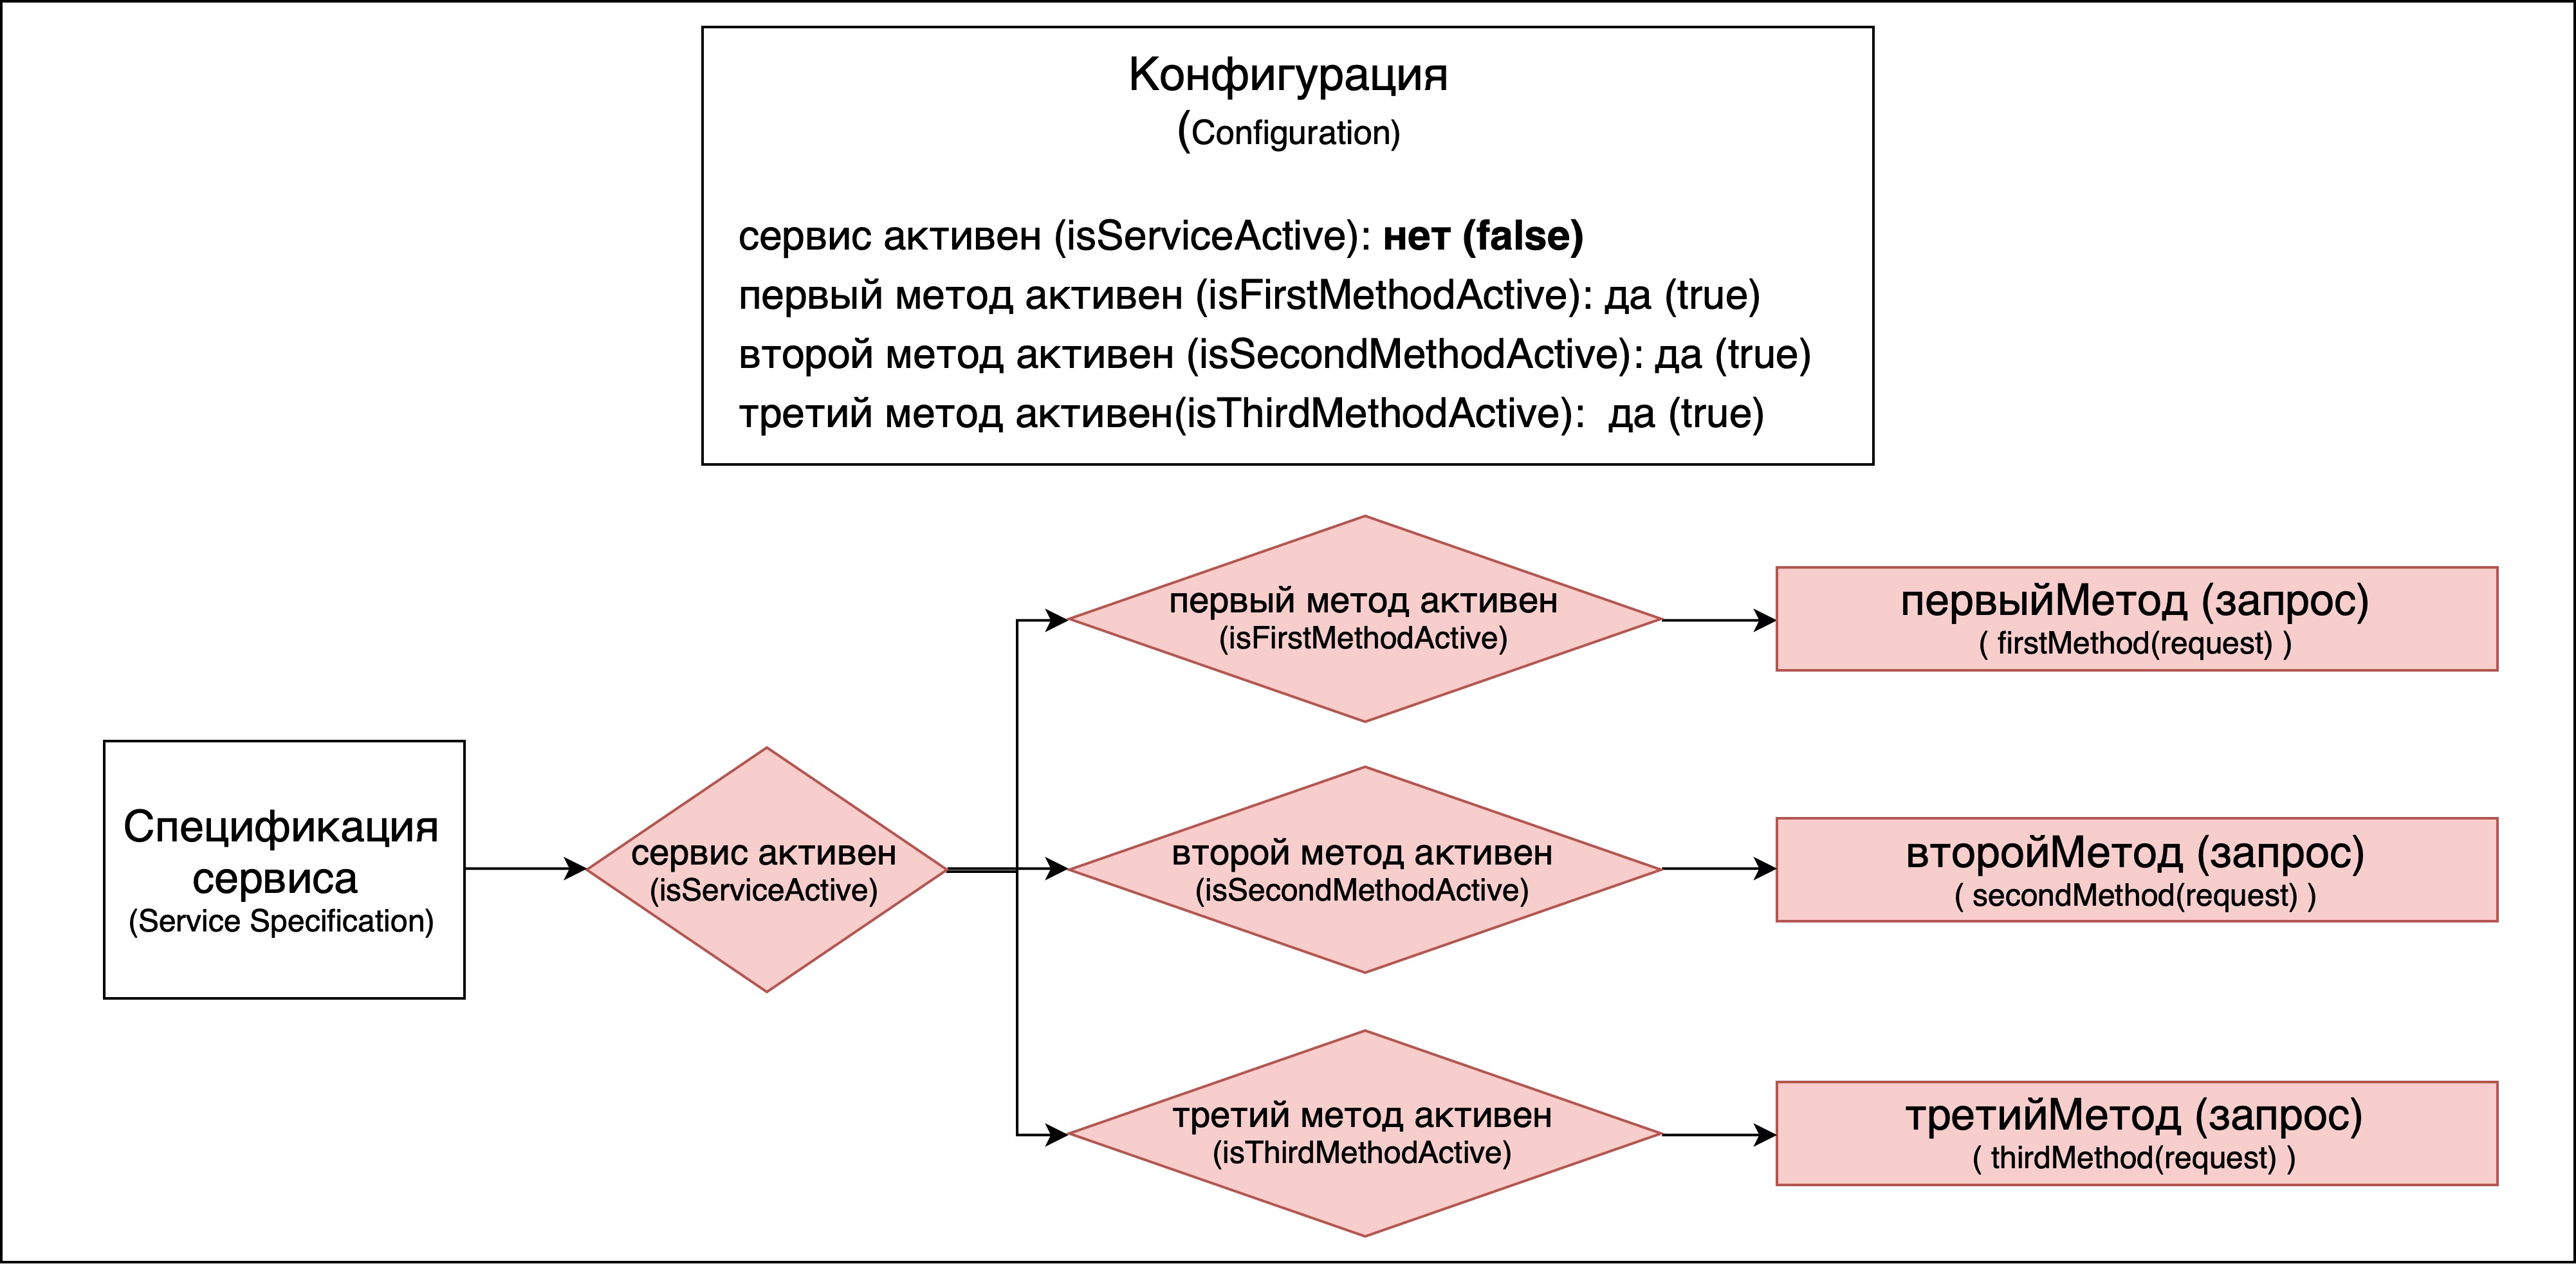 Конфигурация
(Configuration)
сервис активен (isServiceActive): нет (false)
первый метод активен (isFirstMethodActive): да (true)
второй метод активен (isSecondMethodActive): да (true)
третий метод активен(isThirdMethodActive):  да (true)
Спецификация
сервиса
(Service Specification)
сервис активен
(isServiceActive)
первый метод активен
(isFirstMethodActive)
первыйМетод (запрос)
( firstMethod(request) )
второй метод активен
(isSecondMethodActive)
второйМетод (запрос)
( secondMethod(request) )
третий метод активен
(isThirdMethodActive)
третийМетод (запрос)
( thirdMethod(request) )